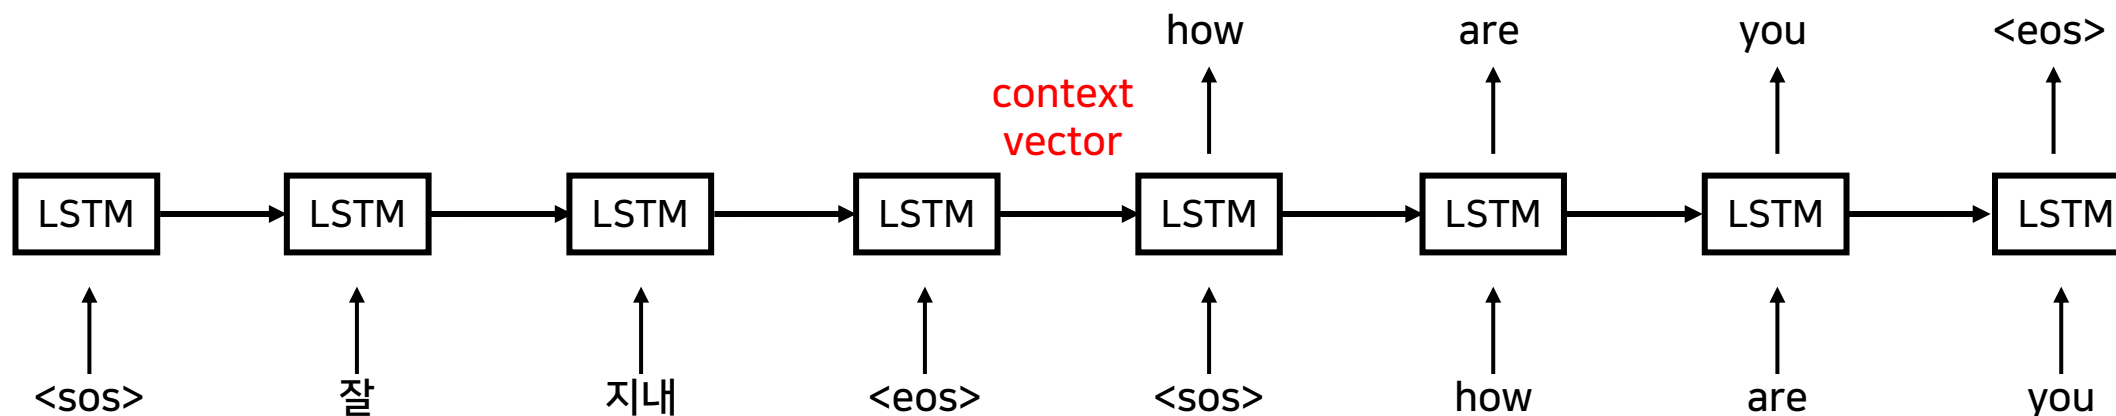 how are you <eos>
context
vector
LSTM LSTM LSTM LSTM LSTM LSTM LSTM LSTM
<sos> 잘 지내 <eos> <sos> how are you